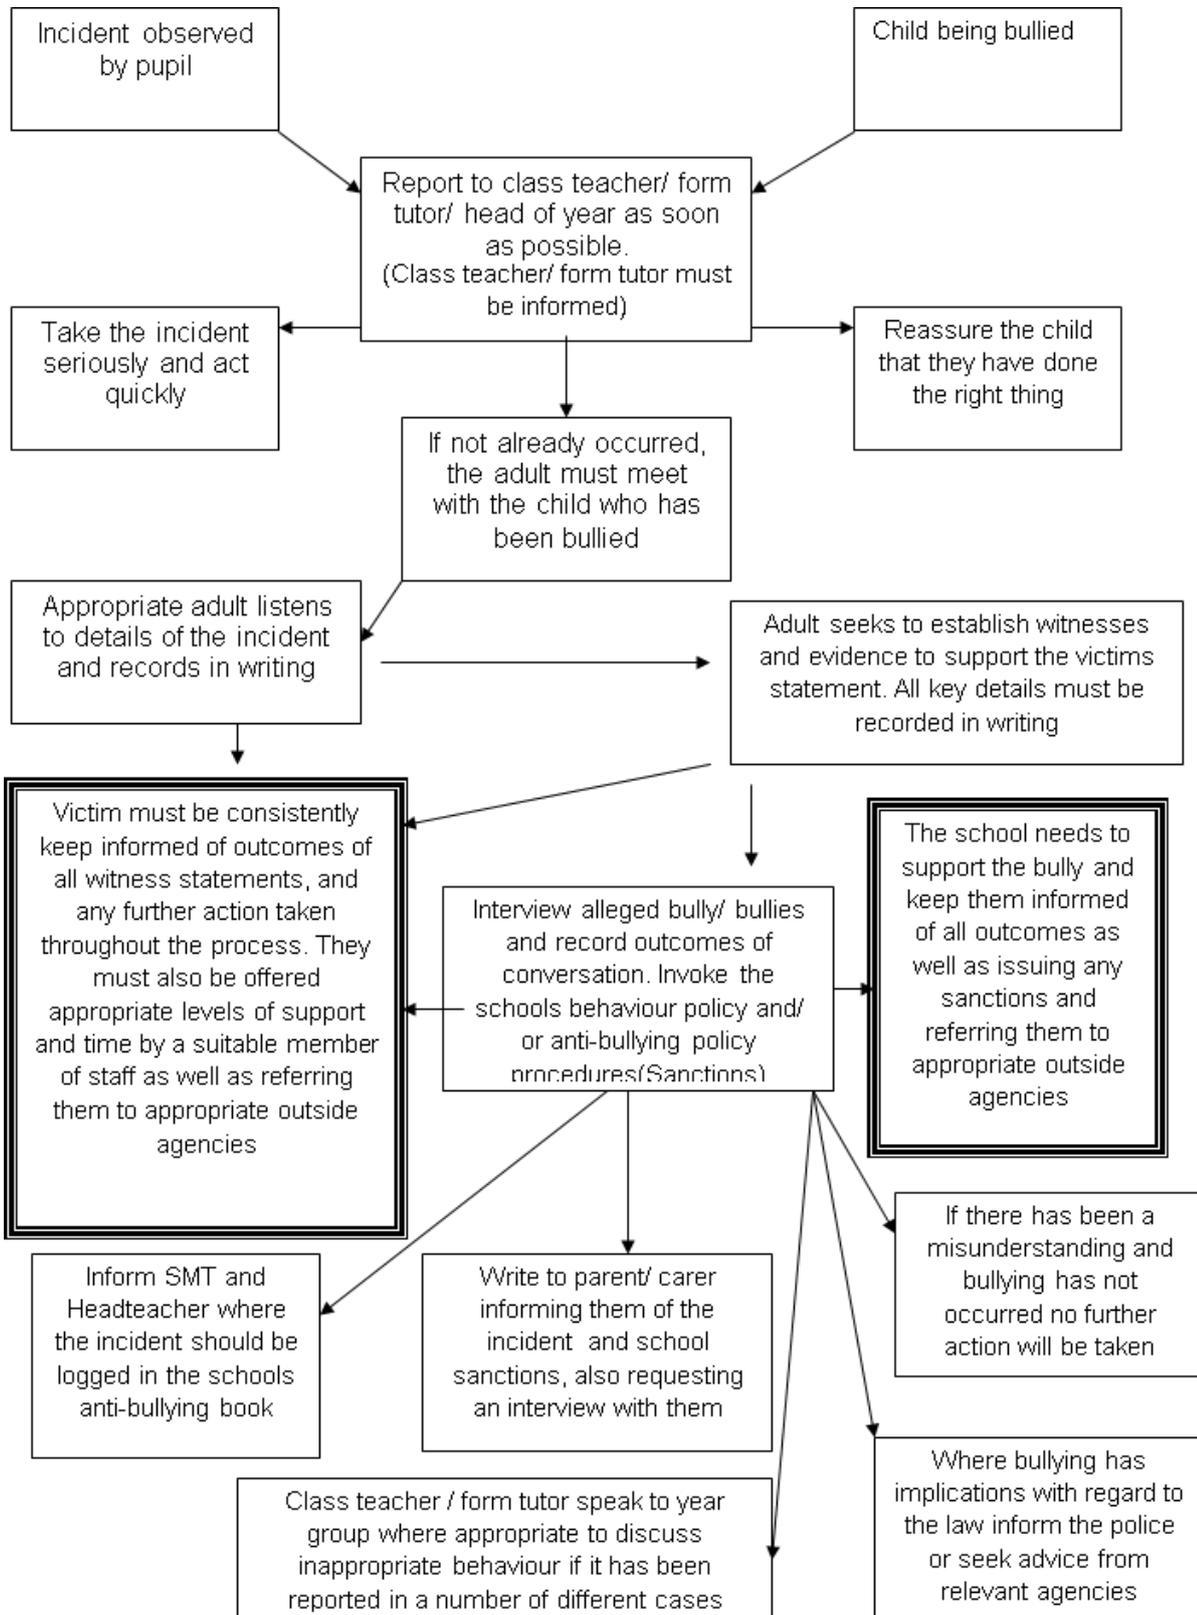 Incident observed
by pupil
Child being bullied
Report to class teacher/ form
tutor/ head of year as soon
as possible.
(Class teacher/ form tutor must
be informed)
Take the incident
seriously and act
quickly
Reassure the child
that they have done
the right thing
If not already occurred,
the adult must meet
with the child who has
been bullied
Appropriate adult listens
to details of the incident
and records in writing
Adult seeks to establish witnesses
and evidence to support the victims
statement. All key details must be
recorded in writing
Victim must be consistently
keep informed of outcomes of
all witness statements, and
any further action taken
throughout the process. They
must also be offered
appropriate levels of support
and time by a suitable member
of staff as well as referring
them to appropriate outside
agencies
Interview alleged bully/ bullies
and record outcomes of
conversation. Invoke the
schools behaviour policy and/
or anti-bullying policy
procedures(Sanctions)
The school needs to
support the bully and
keep them informed
of all outcomes as
well as issuing any
sanctions and
referring them to
appropriate outside
agencies
Inform SMT and
Headteacher where
the incident should be
logged in the schools
anti-bullying book
Write to parent/ carer
informing them of the
incident and school
sanctions, also requesting
an interview with them
If there has been a
misunderstanding and
bullying has not
occurred no further
action will be taken
Class teacher / form tutor speak to year
group where appropriate to discuss
inappropriate behaviour if it has been
reported in a number of different cases
Where bullying has
implications with regard to
the law inform the police
or seek advice from
relevant agencies